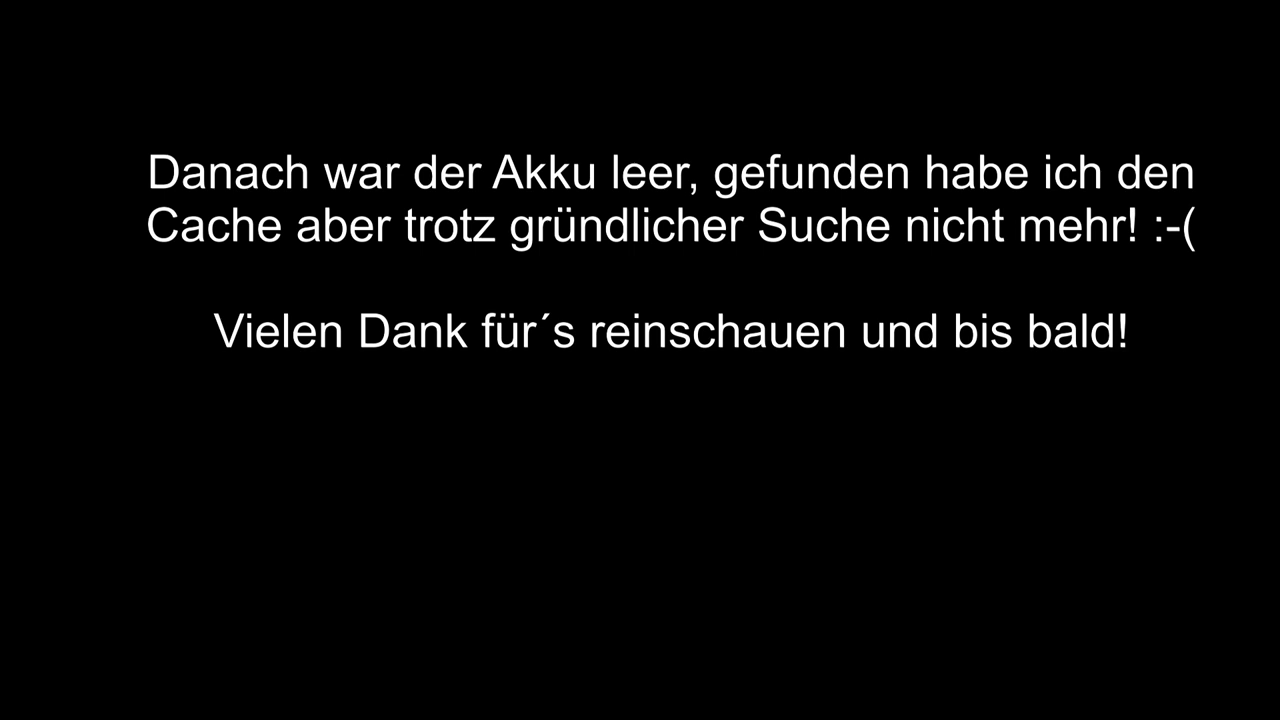 Danach war der Akku leer, gefunden habe ich den
Cache aber trotz gründlicher Suche nicht mehr! :-(
Vielen Dank für´s reinschauen und bis bald!